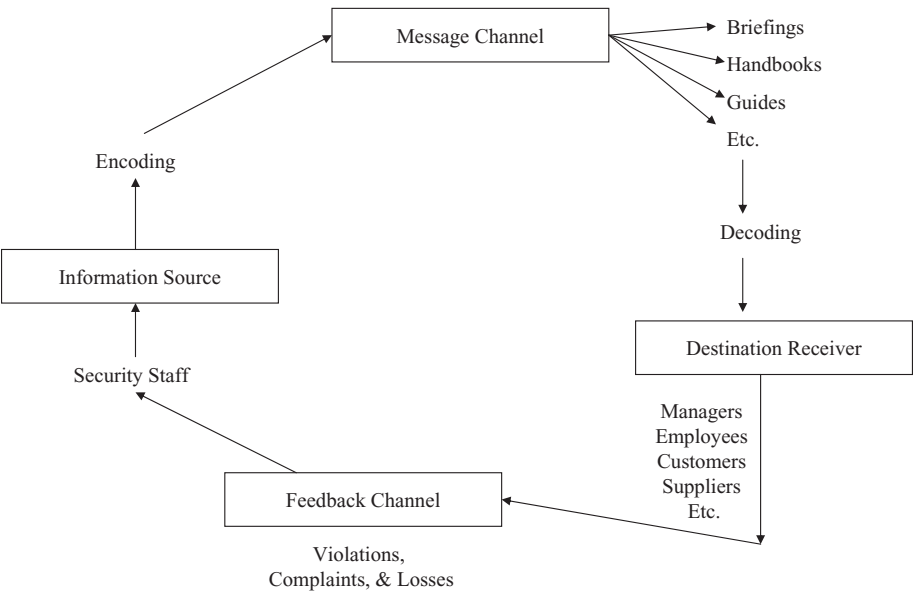 Message Channel
Briefings
Handbooks
Guides
Etc.
Encoding
Decoding
Information Source
Destination Receiver
Security Staff
Managers
Employees
Customers
Suppliers
Etc.
Feedback Channel
Violations,
Complaints, & Losses